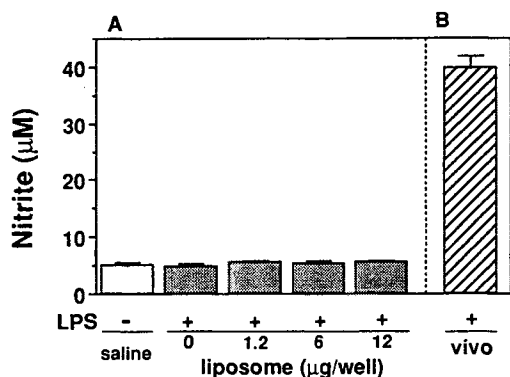 A B
Nitrite (μM)
40
30
20
10
0
LPS - + + + + +
saline 0 1.2 6 12 vivo
liposome (μg/well)